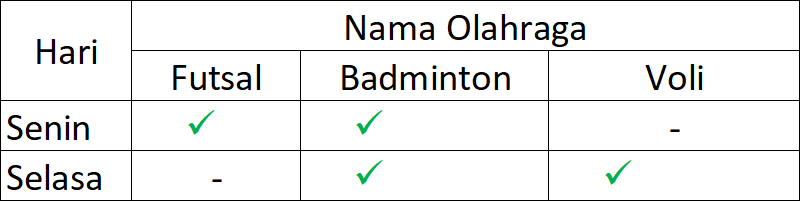 Hari
Nama Olahraga
Futsal Badminton Voli
Senin ✓ ✓ -
Selasa - ✓ ✓